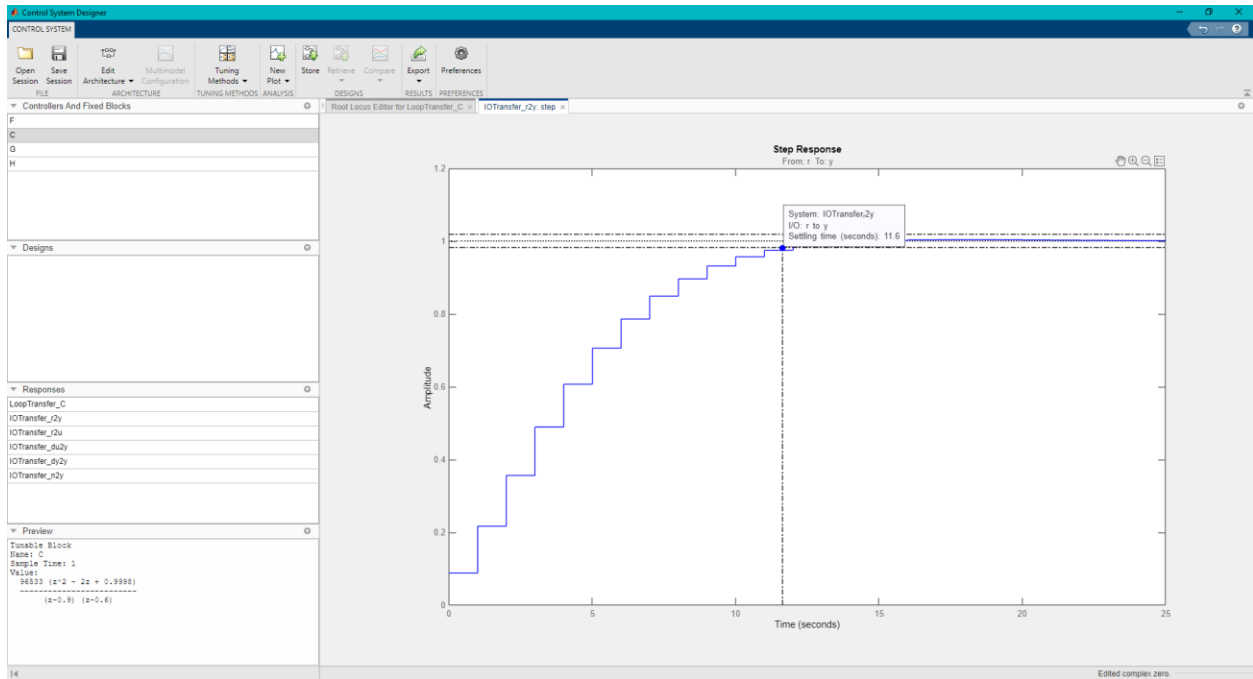 Control System Designer
CONTROL SYSTEM
Open Session
Save Session
Edit Architecture
Multimodel Configuration
Tuning Methods
New Plot
Store
Retrieve
Compare
Export
Preferences
FILE
ARCHITECTURE
TUNING METHODS
ANALYSIS
DESIGNS
RESULTS
PREFERENCES
Controllers And Fixed Blocks
F
C
G
H
Designs
Responses
LoopTransfer_C
IOTransfer_r2y
IOTransfer_r2u
IOTransfer_du2y
IOTransfer_dy2y
IOTransfer_n2y
Preview
Tunable Block
Name: C
Sample Time: 1
Value:
96533 (z^2 - 2z + 0.9998)
-------------------------
(z-0.9) (z-0.6)
Root Locus Editor for LoopTransfer_C ×
IOTransfer_r2y: step ×
Step Response
From: r To: y
1.2
1
0.8
0.6
0.4
0.2
0
Amplitude
System: IOTransfer,2y
I/O: r to y
Settling time (seconds): 11.6
0 5 10 15 20 25
Time (seconds)
Edited complex zero.